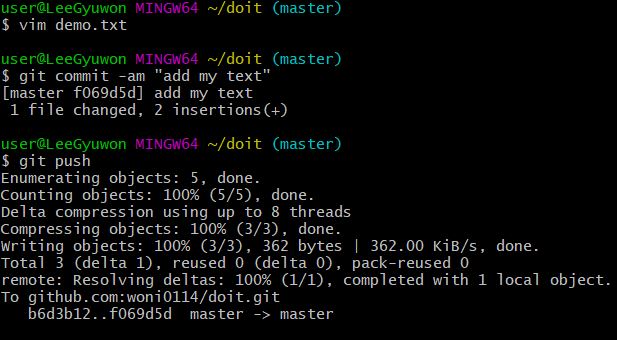 user@LeeGyuwon MINGW64 ~/doit (master)
$ vim demo.txt
user@LeeGyuwon MINGW64 ~/doit (master)
$ git commit -am "add my text"
[master f069d5d] add my text
 1 file changed, 2 insertions(+)
user@LeeGyuwon MINGW64 ~/doit (master)
$ git push
Enumerating objects: 5, done.
Counting objects: 100% (5/5), done.
Delta compression using up to 8 threads
Compressing objects: 100% (3/3), done.
Writing objects: 100% (3/3), 362 bytes | 362.00 KiB/s, done.
Total 3 (delta 1), reused 0 (delta 0), pack-reused 0
remote: Resolving deltas: 100% (1/1), completed with 1 local object.
To github.com:woni0114/doit.git
   b6d3b12..f069d5d  master -> master